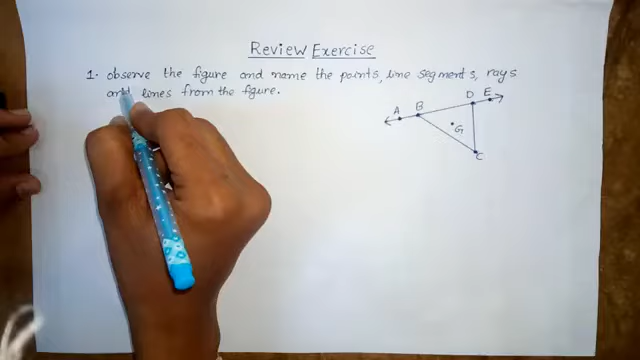 Review Exercise
1. observe the figure and name the points, line segments, rays
and lines from the figure.
A B D E
G
C